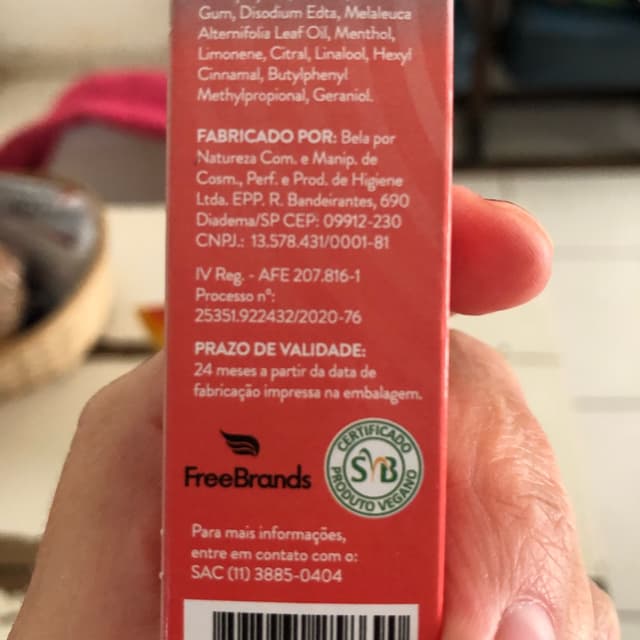 Gum, Disodium Edta, Melaleuca
Alternifolia Leaf Oil, Menthol,
Limonene, Citral, Linalool, Hexyl
Cinnamal, Butylphenyl
Methylpropional, Geraniol.
FABRICADO POR: Bela por
Natureza Com. e Manip. de
Cosm., Perf. e Prod. de Higiene
Ltda. EPP. R. Bandeirantes, 690
Diadema/SP CEP: 09912-230
CNPJ.: 13.578.431/0001-81
IV Reg. - AFE 207.816-1
Processo nº:
25351.922432/2020-76
PRAZO DE VALIDADE:
24 meses a partir da data de
fabricação impressa na embalagem.
FreeBrands
CERTIFICADO
SVB
PRODUTO VEGANO
Para mais informações,
entre em contato com o:
SAC (11) 3885-0404